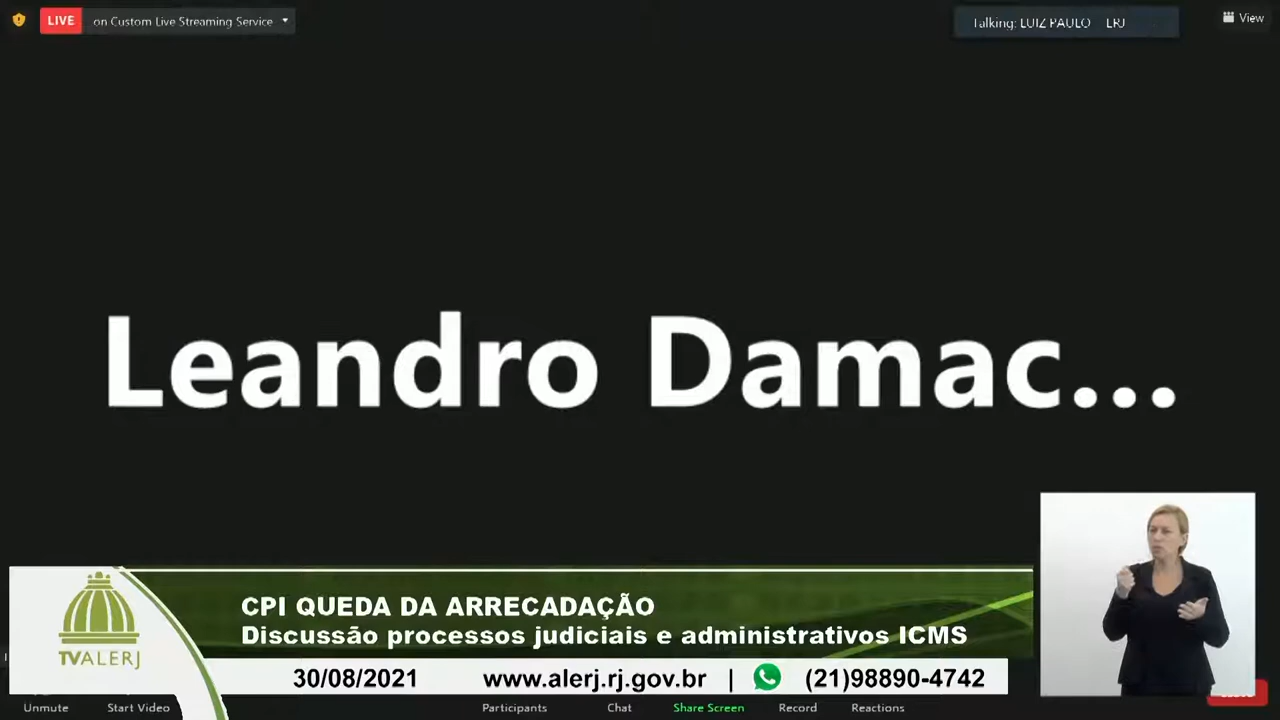 LIVE on Custom Live Streaming Service
Talking: LUIZ PAULO
View
Leandro Damac...
CPI QUEDA DA ARRECADAÇÃO
Discussão processos judiciais e administrativos ICMS
TVALERJ
30/08/2021 www.alerj.rj.gov.br | (21)98890-4742
Unmute Start Video Participants Chat Share Screen Record Reactions